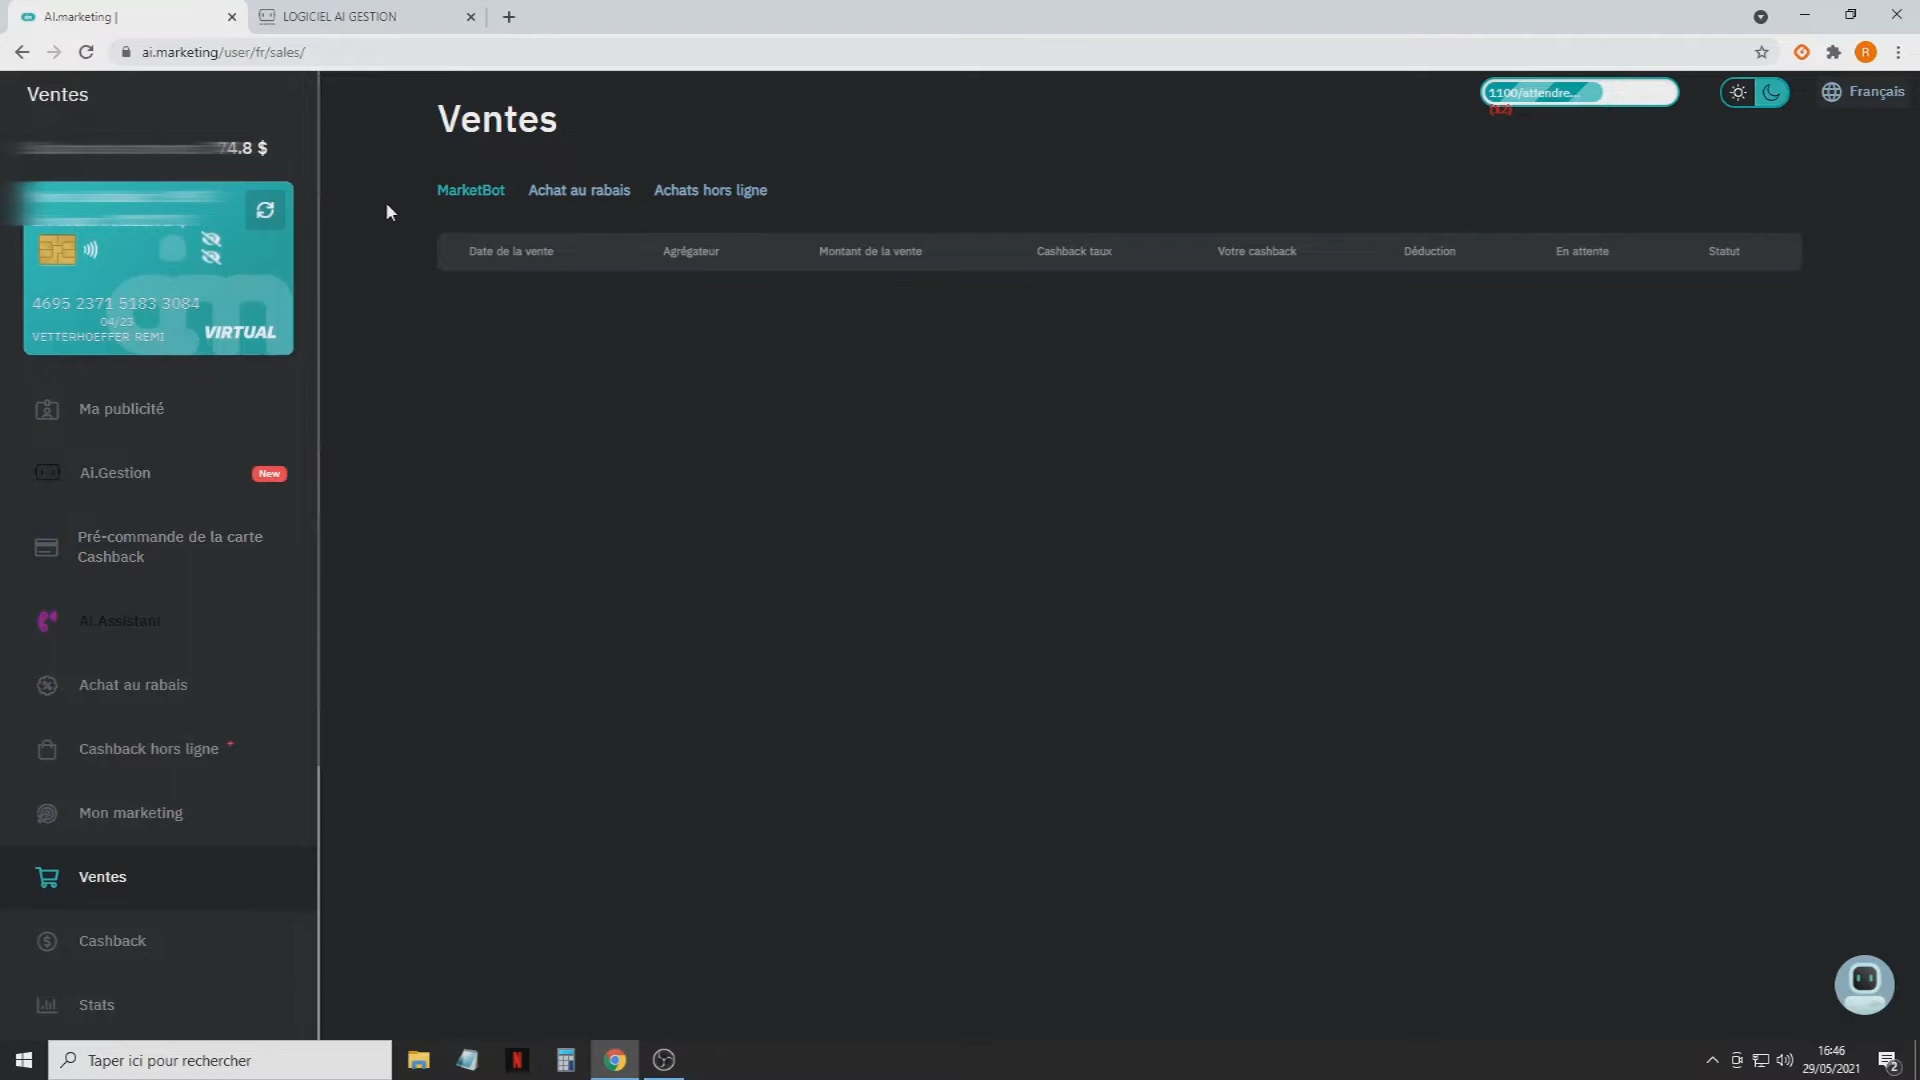 AI.marketing |
LOGICIEL AI GESTION
ai.marketing/user/fr/sales/
R
Ventes
74.8 $
4695 2371 5183 3084
04/23
VETTERHOEFFER REMI
VIRTUAL
Ma publicité
Ai.Gestion
New
Pré-commande de la carte
Cashback
Ai.Assistant
Achat au rabais
Cashback hors ligne +
Mon marketing
Ventes
Cashback
Stats
Ventes
1100/attendre...
(12)
Français
MarketBot Achat au rabais Achats hors ligne
Date de la vente Agrégateur Montant de la vente Cashback taux Votre cashback Déduction En attente Statut
Taper ici pour rechercher
16:46
29/05/2021
2